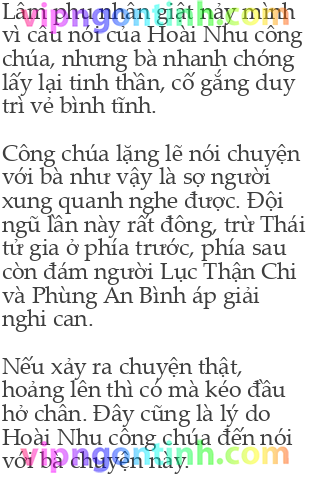 Lâm phu nhân giật nảy mình
vì câu nói của Hoài Nhu công
chúa, nhưng bà nhanh chóng
lấy lại tinh thần, cố gắng duy
trì vẻ bình tĩnh.
Công chúa lặng lẽ nói chuyện
với bà như vậy là sợ người
xung quanh nghe được. Đội
ngũ lần này rất đông, trừ Thái
tử gia ở phía trước, phía sau
còn đám người Lục Thận Chi
và Phùng An Bình áp giải
nghi can.
Nếu xảy ra chuyện thật,
hoảng lên thì có mà kéo đầu
hở chân. Đây cũng là lý do
Hoài Nhu công chúa đến nói
với bà chuyện này.
vipngontinh.com
vipngontinh.com
vipngontinh.com